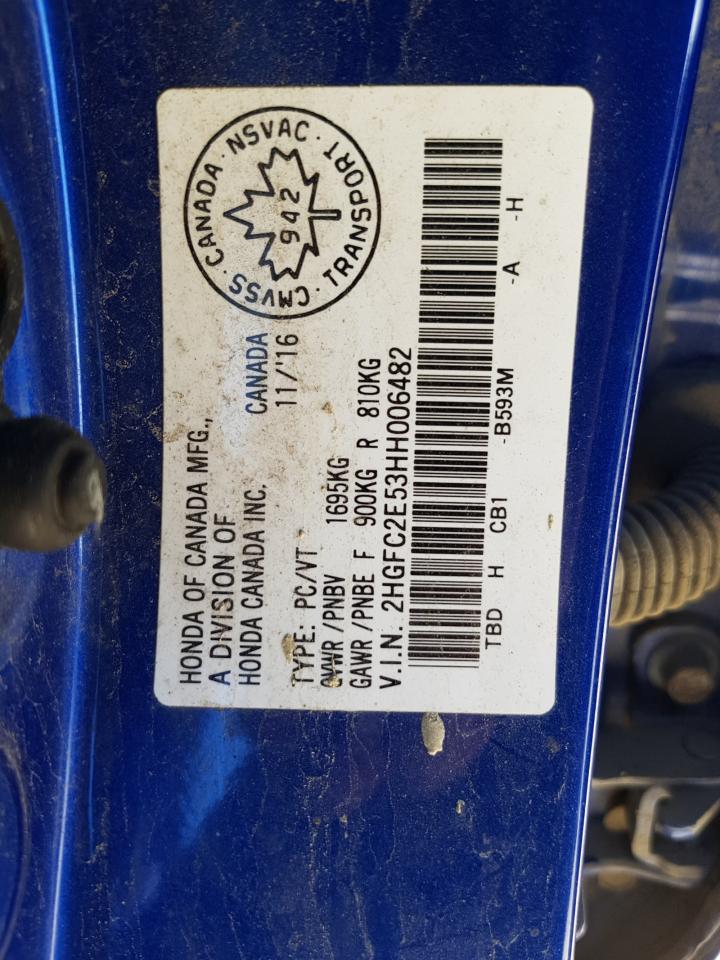 HONDA OF CANADA MFG.,
A DIVISION OF
HONDA CANADA INC.
CANADA
11/'16
TYPE: PC/VT
GVWR/PNBV 1695KG
GAWR/PNBE F 900KG R 810KG
V.I.N. 2HGFC2E53HH006482
TBD H CB1 -B593M -A -H
CMVSS · CANADA · NSVAC · TRANSPORT
942